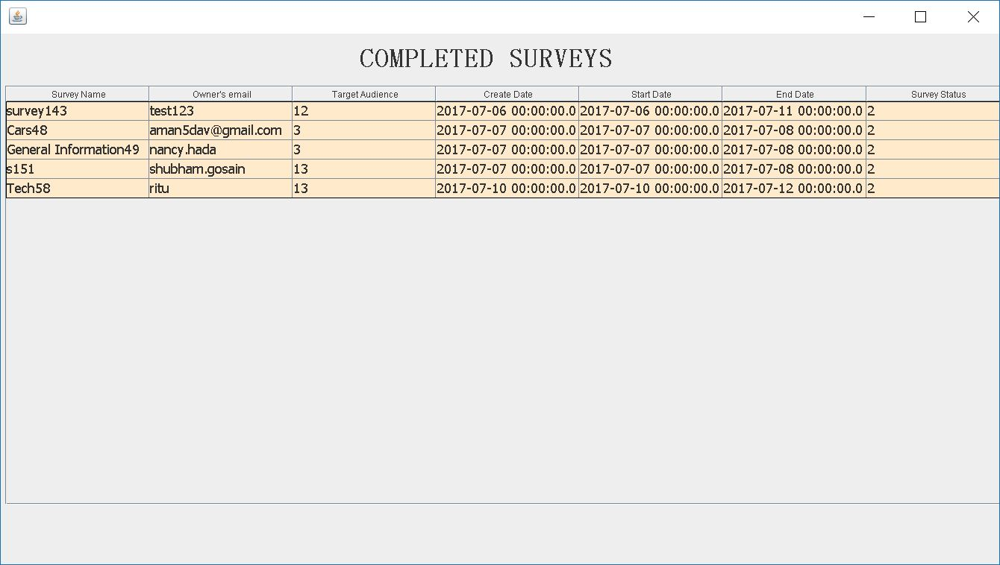 COMPLETED SURVEYS
Survey Name Owner's email Target Audience Create Date Start Date End Date Survey Status
survey143 test123 12 2017-07-06 00:00:00.0 2017-07-06 00:00:00.0 2017-07-11 00:00:00.0 2
Cars48 aman5dav@gmail.com 3 2017-07-07 00:00:00.0 2017-07-07 00:00:00.0 2017-07-08 00:00:00.0 2
General Information49 nancy.hada 3 2017-07-07 00:00:00.0 2017-07-07 00:00:00.0 2017-07-08 00:00:00.0 2
s151 shubham.gosain 13 2017-07-07 00:00:00.0 2017-07-07 00:00:00.0 2017-07-08 00:00:00.0 2
Tech58 ritu 13 2017-07-10 00:00:00.0 2017-07-10 00:00:00.0 2017-07-12 00:00:00.0 2